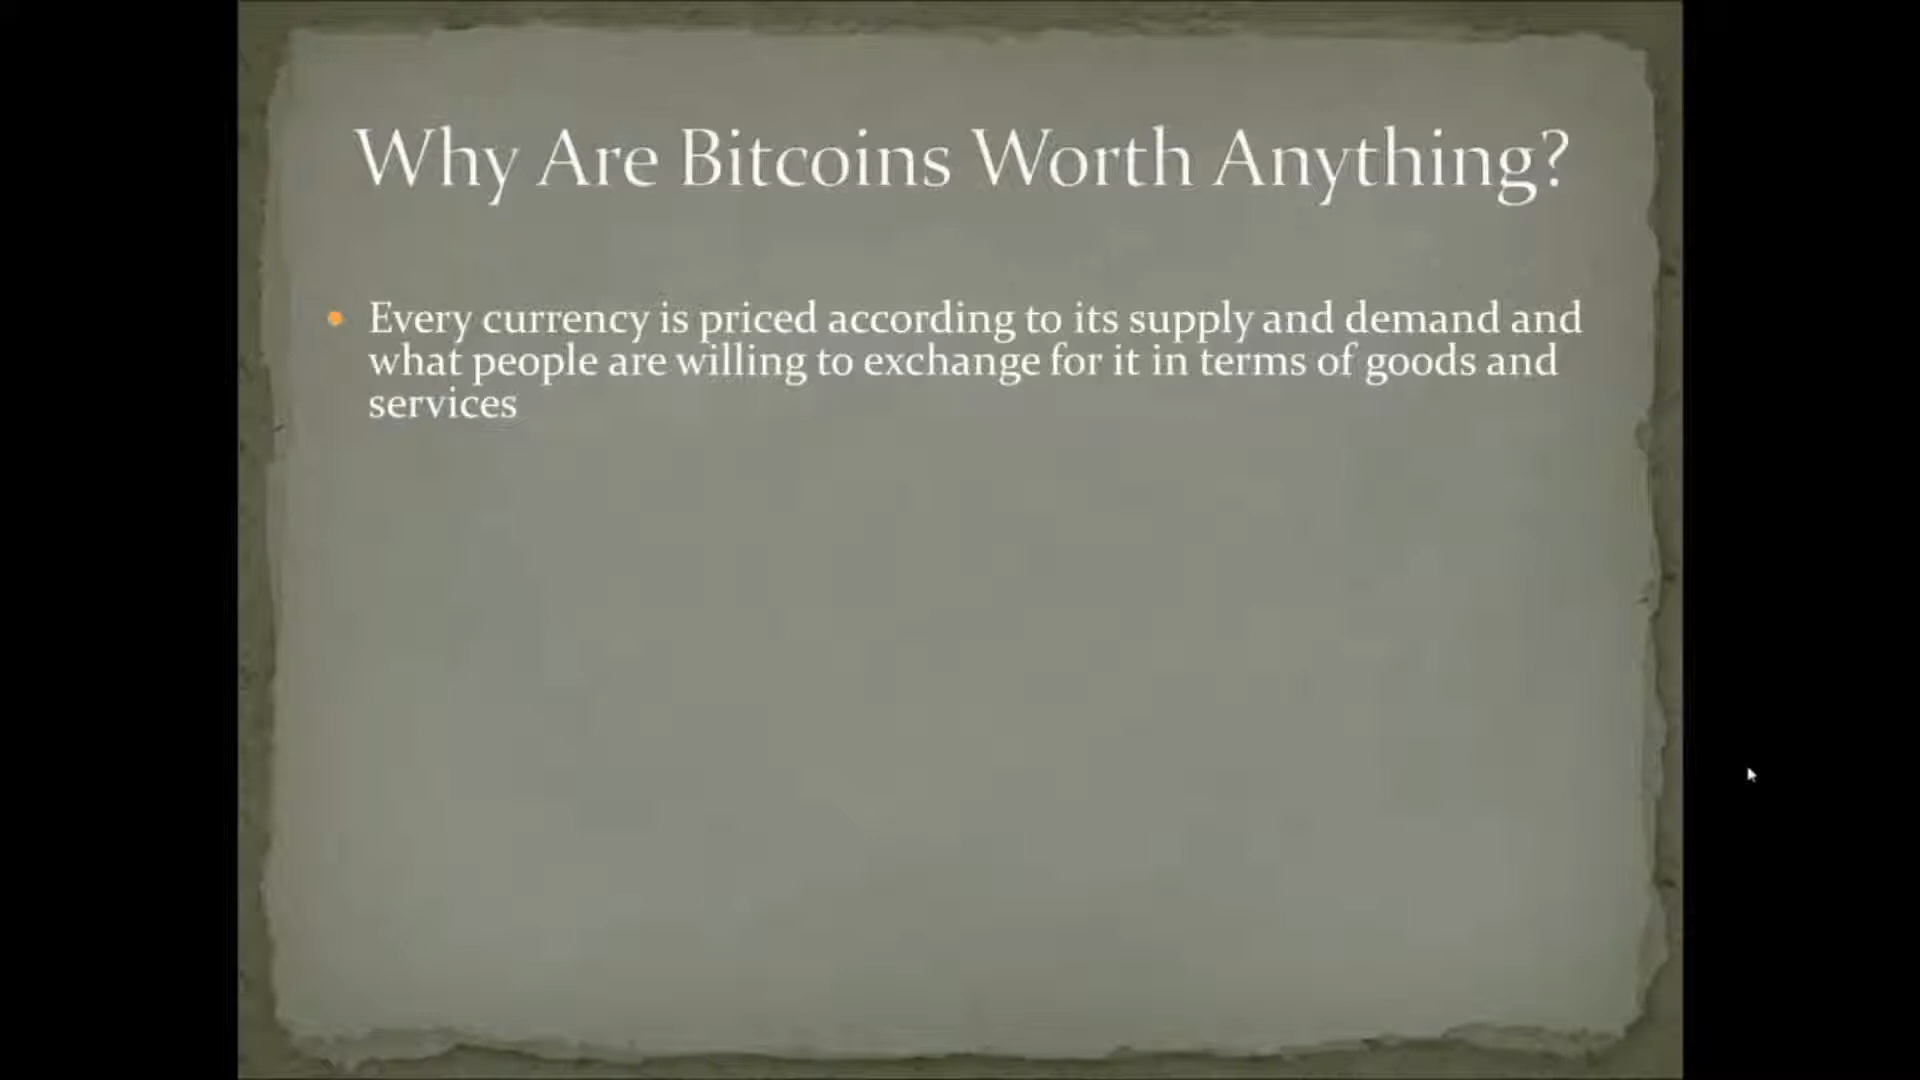 Why Are Bitcoins Worth Anything?
Every currency is priced according to its supply and demand and
what people are willing to exchange for it in terms of goods and
services